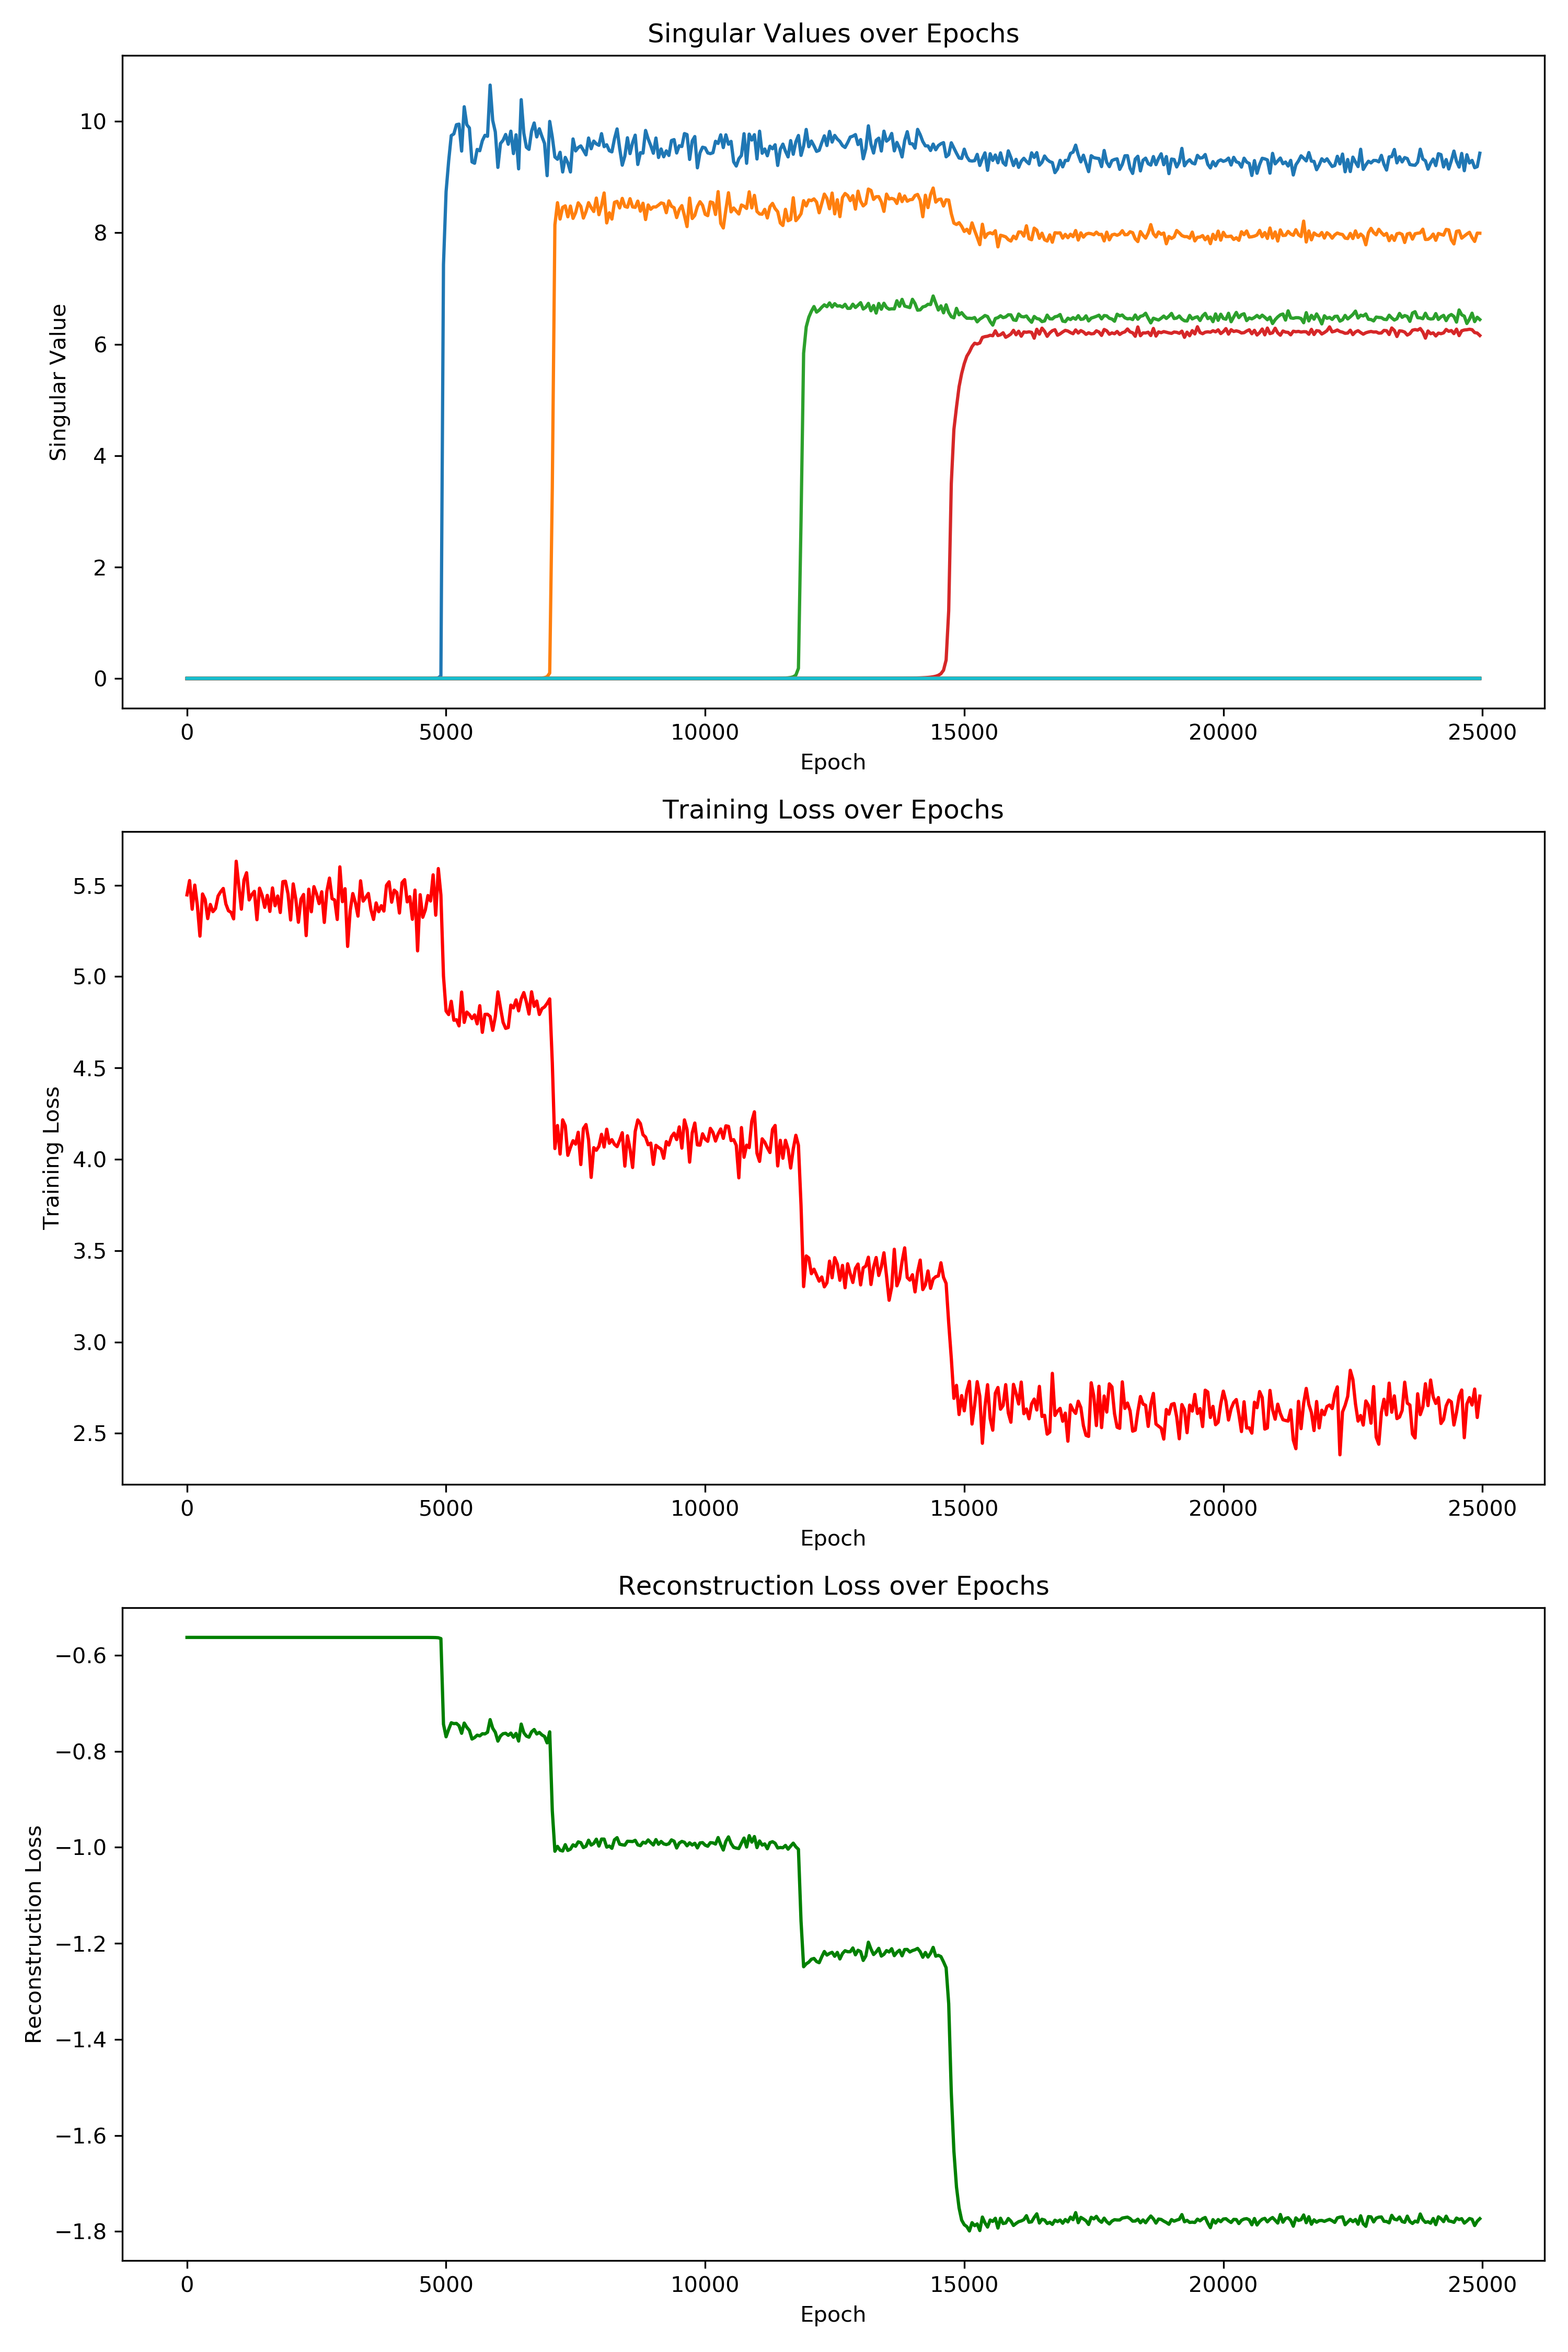 Singular Values over Epochs
Singular Value
10
8
6
4
2
0
0 5000 10000 15000 20000 25000
Epoch
Training Loss over Epochs
Training Loss
5.5
5.0
4.5
4.0
3.5
3.0
2.5
0 5000 10000 15000 20000 25000
Epoch
Reconstruction Loss over Epochs
Reconstruction Loss
−0.6
−0.8
−1.0
−1.2
−1.4
−1.6
−1.8
0 5000 10000 15000 20000 25000
Epoch